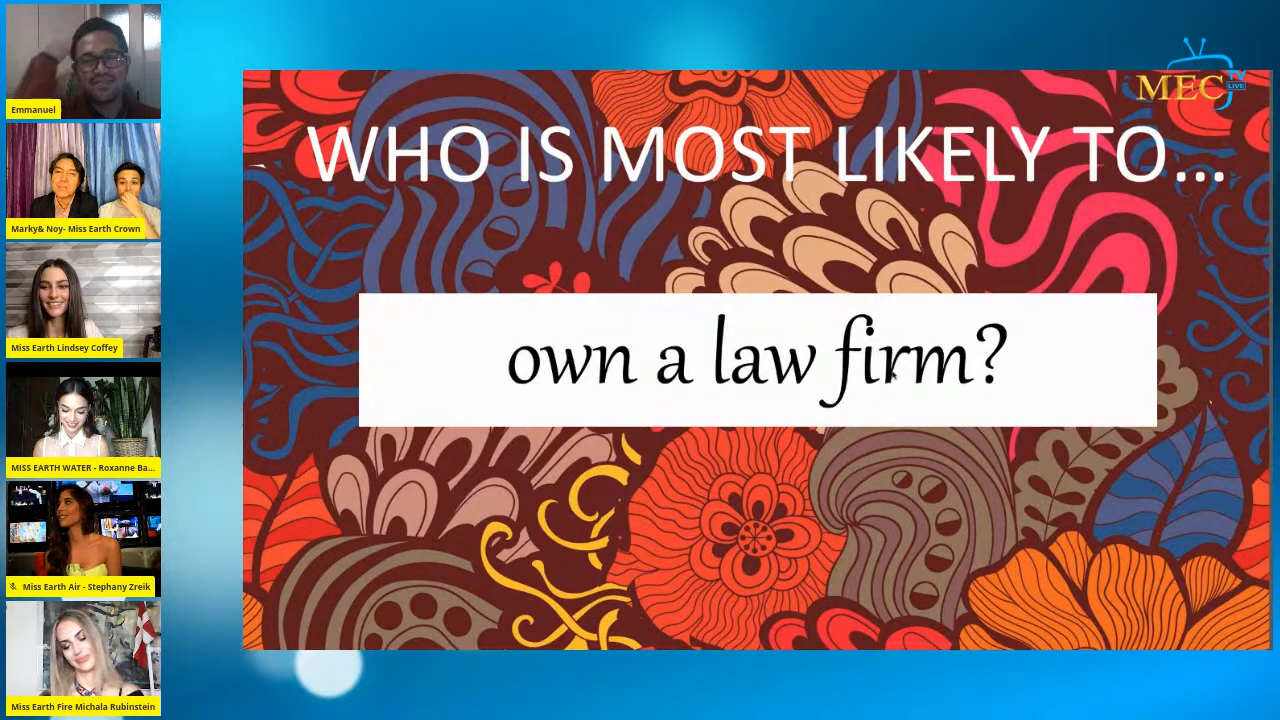 MEC TV
LIVE
WHO IS MOST LIKELY TO...
own a law firm?
Emmanuel
Marky& Noy- Miss Earth Crown
Miss Earth Lindsey Coffey
MISS EARTH WATER - Roxanne Ba...
Miss Earth Air - Stephany Zreik
Miss Earth Fire Michala Rubinstein